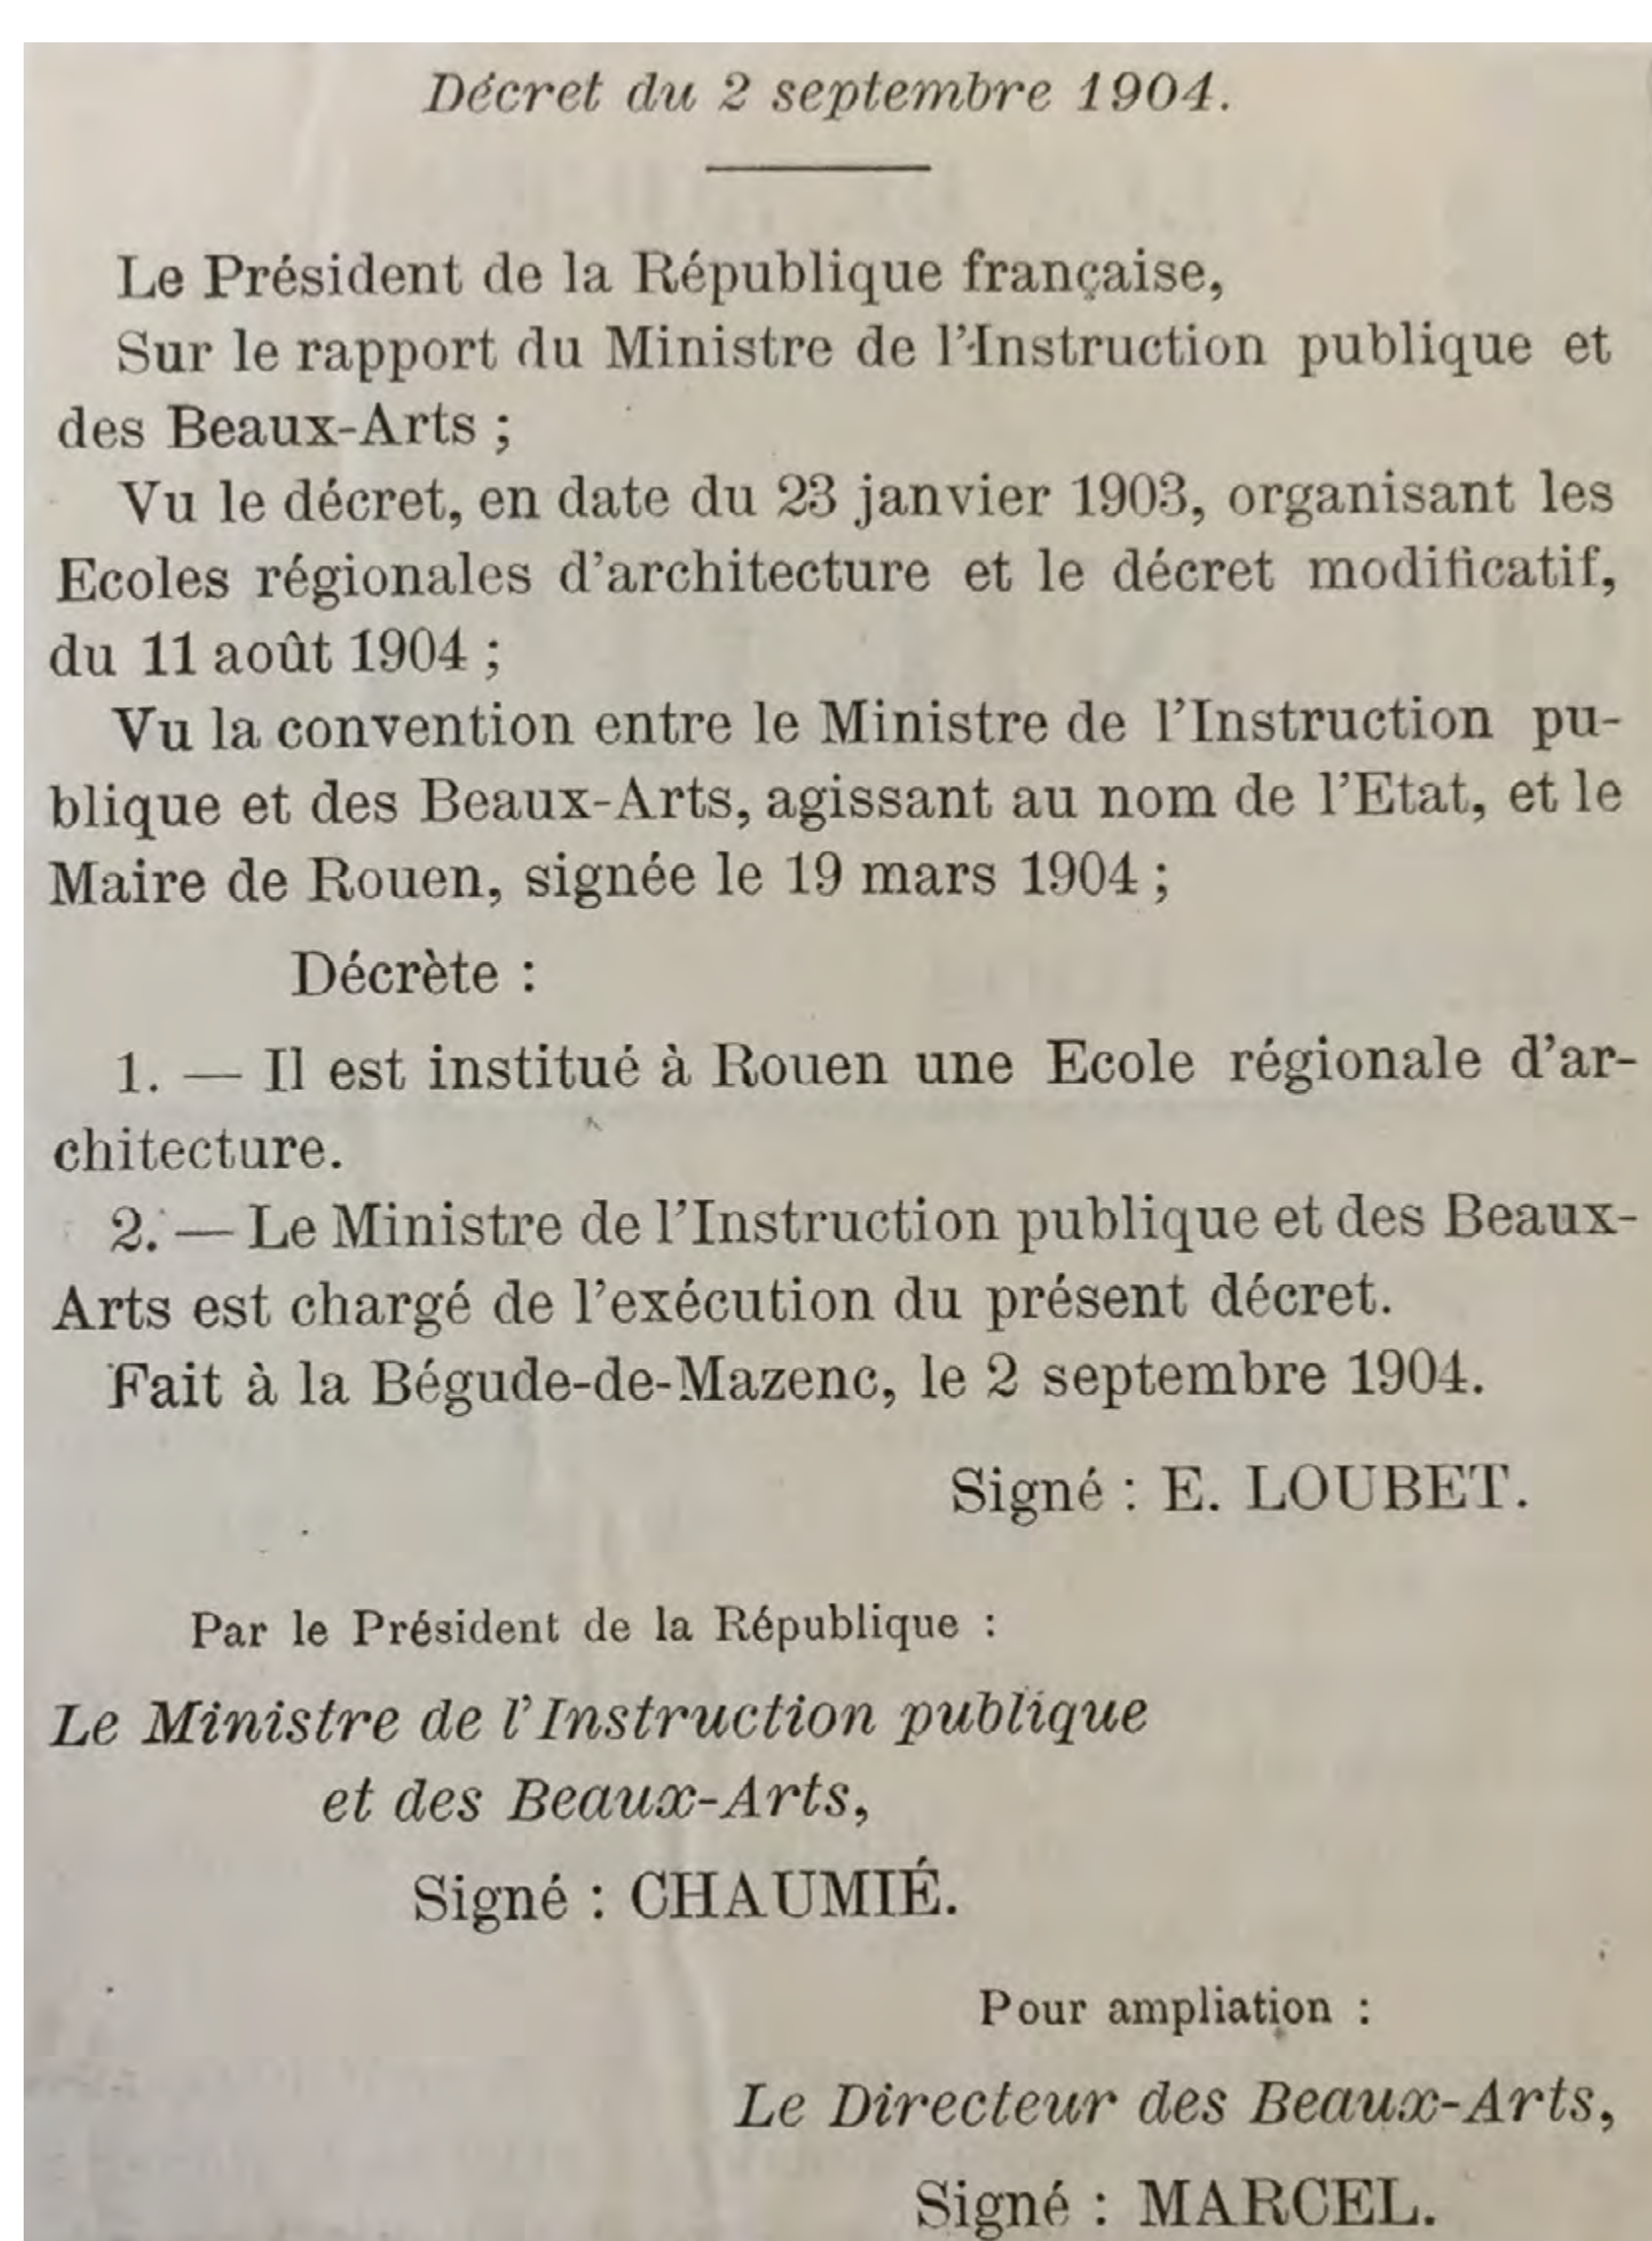 Décret du 2 septembre 1904.
Le Président de la République française,
Sur le rapport du Ministre de l'Instruction publique et
des Beaux-Arts ;
Vu le décret, en date du 23 janvier 1903, organisant les
Ecoles régionales d'architecture et le décret modificatif,
du 11 août 1904 ;
Vu la convention entre le Ministre de l'Instruction pu-
blique et des Beaux-Arts, agissant au nom de l'Etat, et le
Maire de Rouen, signée le 19 mars 1904 ;
Décrète :
1. — Il est institué à Rouen une Ecole régionale d'ar-
chitecture.
2. — Le Ministre de l'Instruction publique et des Beaux-
Arts est chargé de l'exécution du présent décret.
Fait à la Bégude-de-Mazenc, le 2 septembre 1904.
Signé : E. LOUBET.
Par le Président de la République :
Le Ministre de l'Instruction publique
et des Beaux-Arts,
Signé : CHAUMIÉ.
Pour ampliation :
Le Directeur des Beaux-Arts,
Signé : MARCEL.